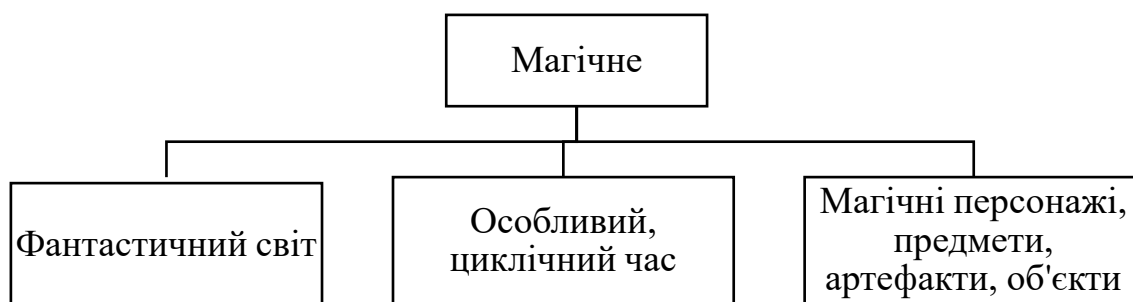 Магічне
Фантастичний світ
Особливий,
циклічний час
Магічні персонажі,
предмети,
артефакти, об'єкти